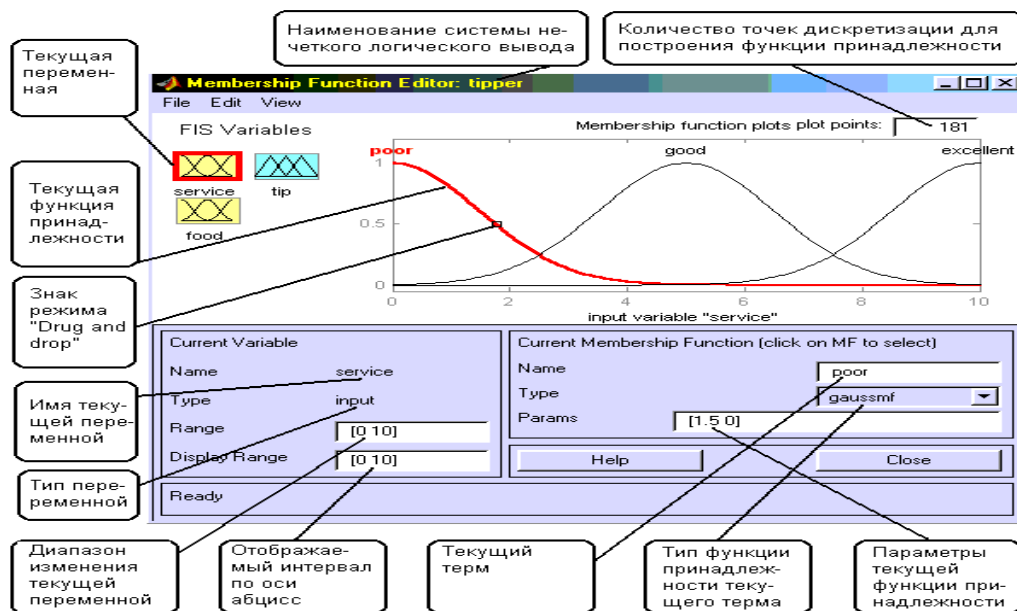 Наименование системы не-
четкого логического вывода
Количество точек дискретизации для
построения функции принадлежности
Текущая
перемен-
ная
Membership Function Editor: tipper
File Edit View
FIS Variables
Membership function plots plot points: 181
poor good excellent
service tip
food
1
0.5
0
0 2 4 6 8 10
input variable "service"
Текущая
функция
принад-
лежности
Знак
режима
"Drug and
drop"
Имя теку-
щей пере-
менной
Тип пере-
ременной
Current Variable
Name service
Type input
Range [0 10]
Display Range [0 10]
Current Membership Function (click on MF to select)
Name poor
Type gaussmf
Params [1.5 0]
Help Close
Ready
Диапазон
изменения
текущей
переменной
Отображае-
мый интервал
по оси
абцисс
Текущий
терм
Тип функции
принадлеж-
ности теку-
щего терма
Параметры
текущей
функции при-
надлежности